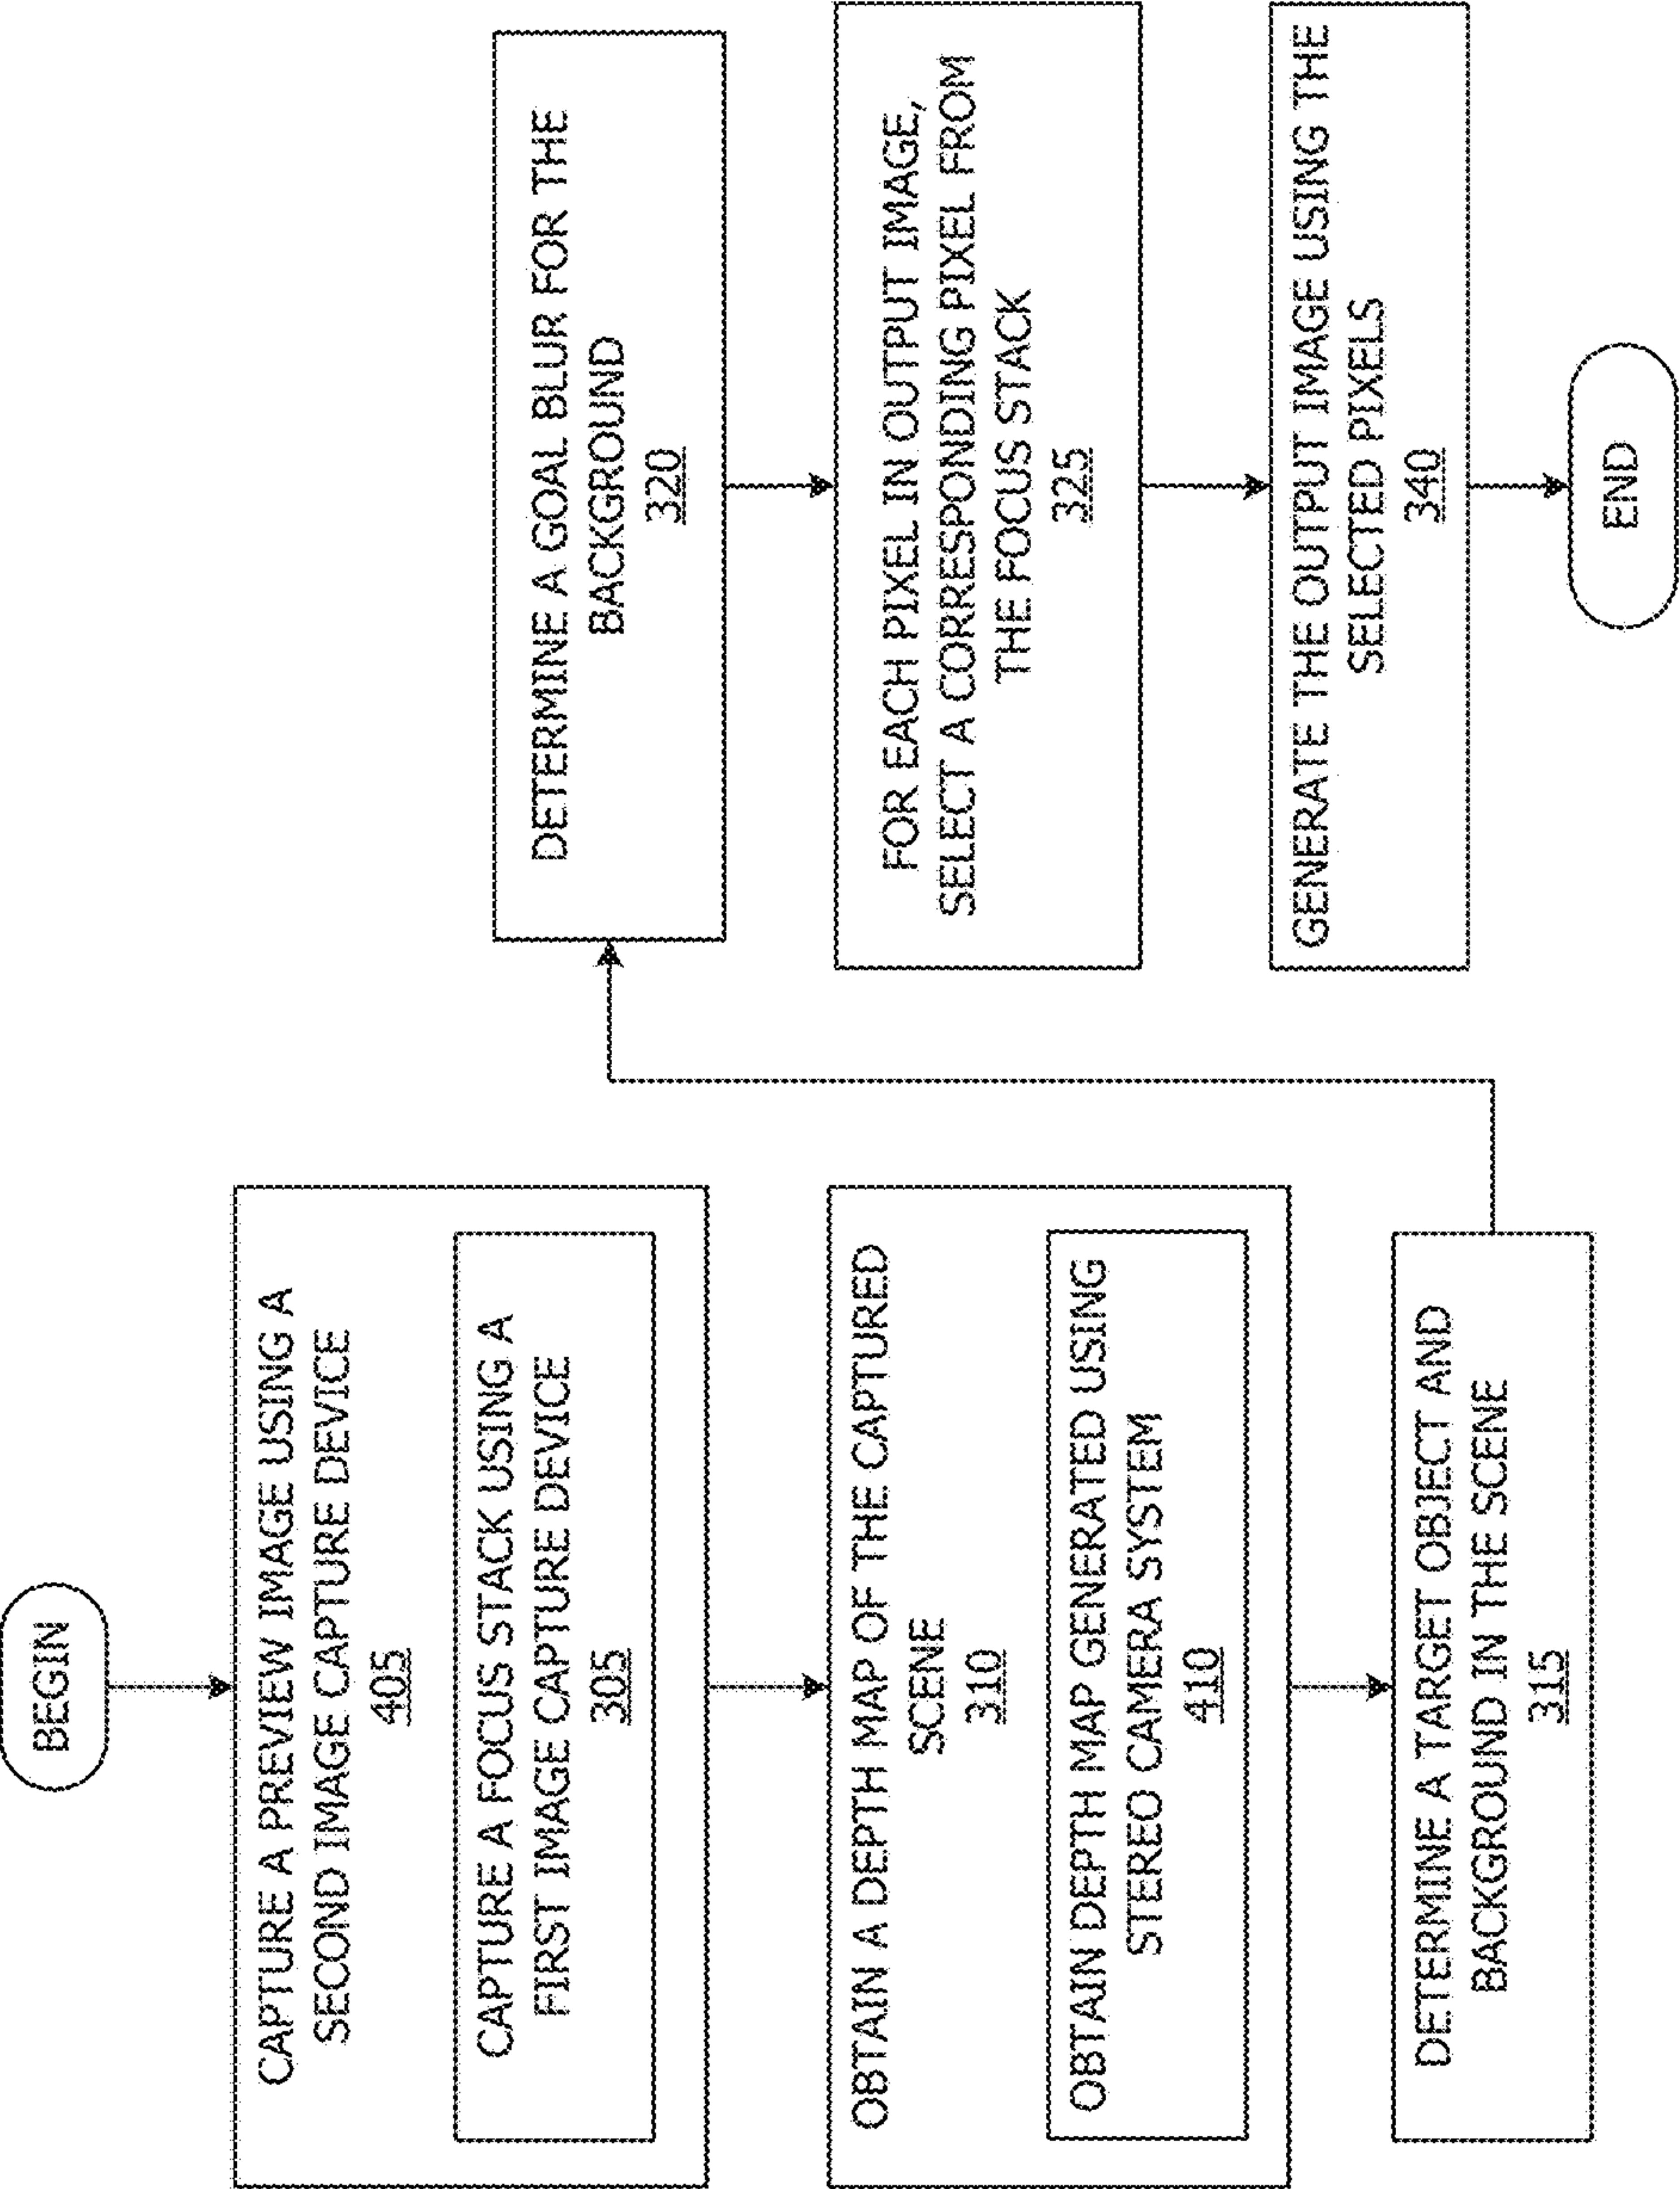 BEGIN
CAPTURE A PREVIEW IMAGE USING A
SECOND IMAGE CAPTURE DEVICE
405
CAPTURE A FOCUS STACK USING A
FIRST IMAGE CAPTURE DEVICE
305
OBTAIN A DEPTH MAP OF THE CAPTURED
SCENE
310
OBTAIN DEPTH MAP GENERATED USING
STEREO CAMERA SYSTEM
410
DETERMINE A TARGET OBJECT AND
BACKGROUND IN THE SCENE
315
DETERMINE A GOAL BLUR FOR THE
BACKGROUND
320
FOR EACH PIXEL IN OUTPUT IMAGE,
SELECT A CORRESPONDING PIXEL FROM
THE FOCUS STACK
325
GENERATE THE OUTPUT IMAGE USING THE
SELECTED PIXELS
340
END